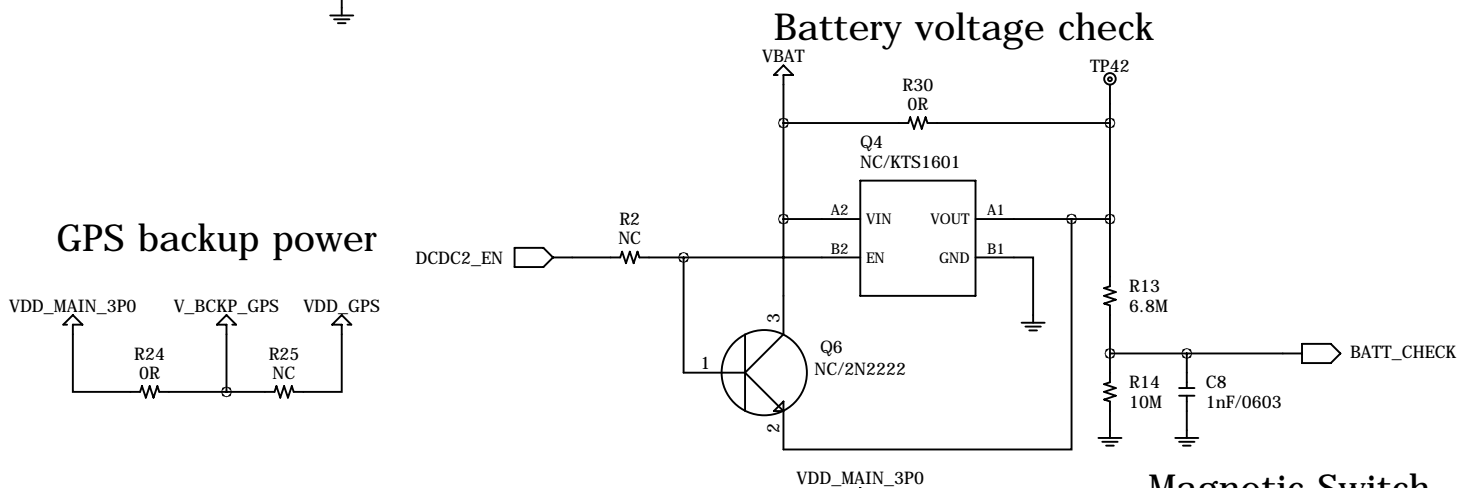 Battery voltage check
VBAT
TP42
R30
0R
Q4
NC/KTS1601
A2
VIN
VOUT
A1
B2
EN
GND
B1
R2
NC
DCDC2_EN
GPS backup power
VDD_MAIN_3P0
V_BCKP_GPS
VDD_GPS
R24
0R
R25
NC
3
1
2
Q6
NC/2N2222
R13
6.8M
BATT_CHECK
R14
10M
C8
1nF/0603
VDD_MAIN_3P0
Magnetic Switch